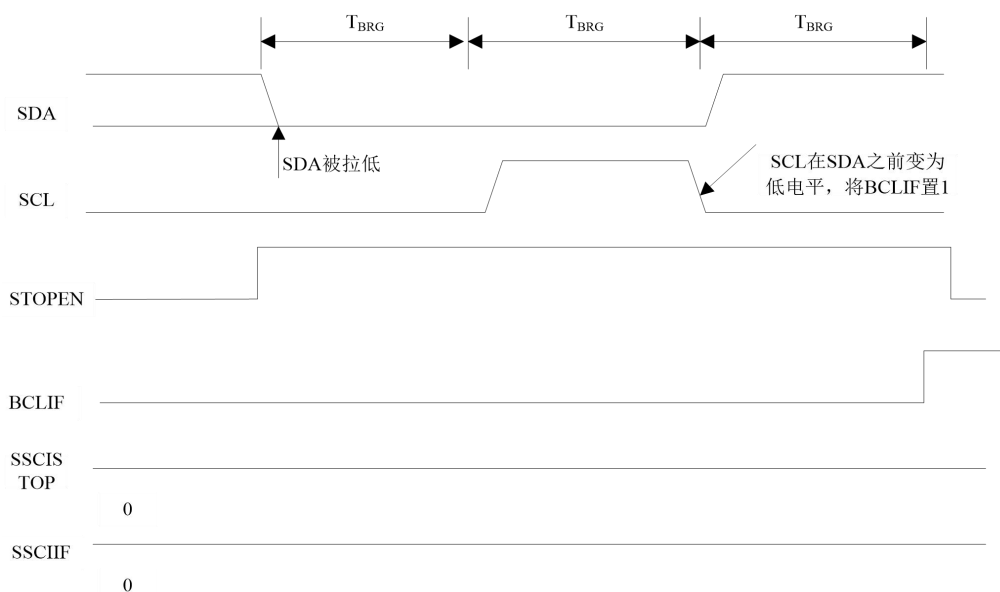 TBRG TBRG TBRG
SDA
SDA被拉低
SCL在SDA之前变为
低电平，将BCLIF置1
SCL
STOPEN
BCLIF
SSCIS
TOP
0
SSCIIF
0